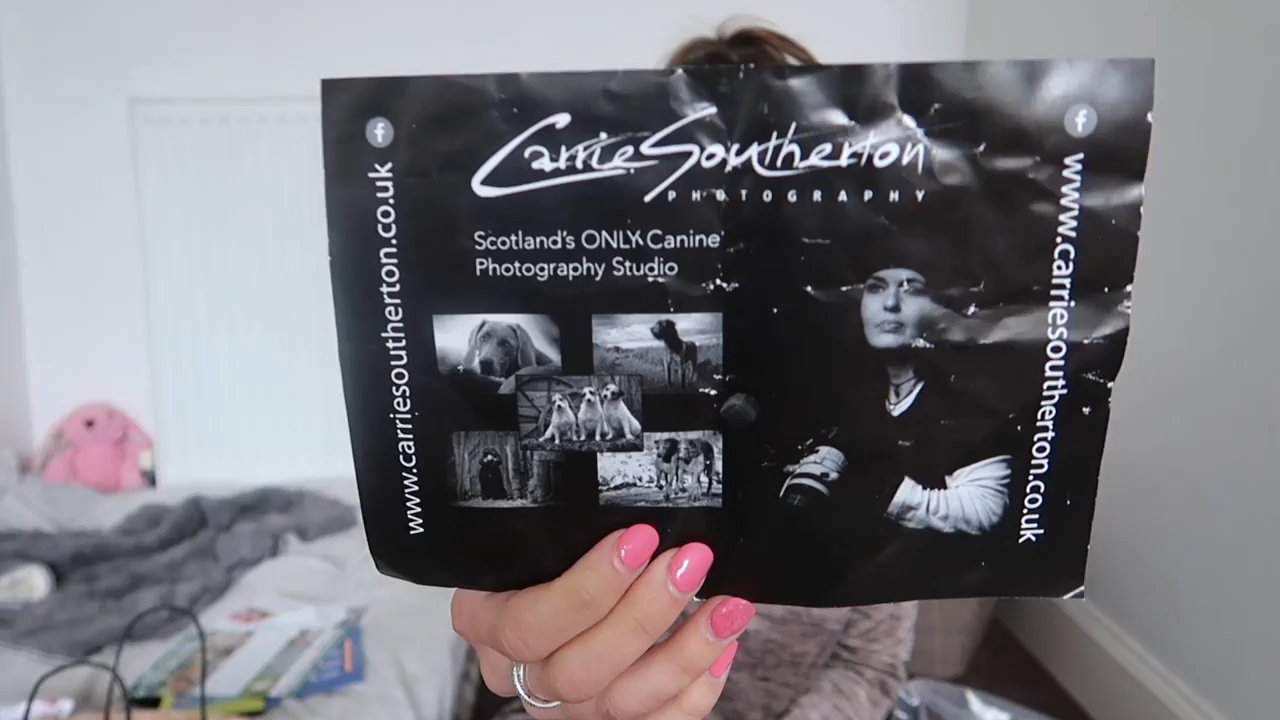 f
www.carriesoutherton.co.uk
Carrie Southerton
PHOTOGRAPHY
Scotland's ONLY Canine
Photography Studio
f
www.carriesoutherton.co.uk